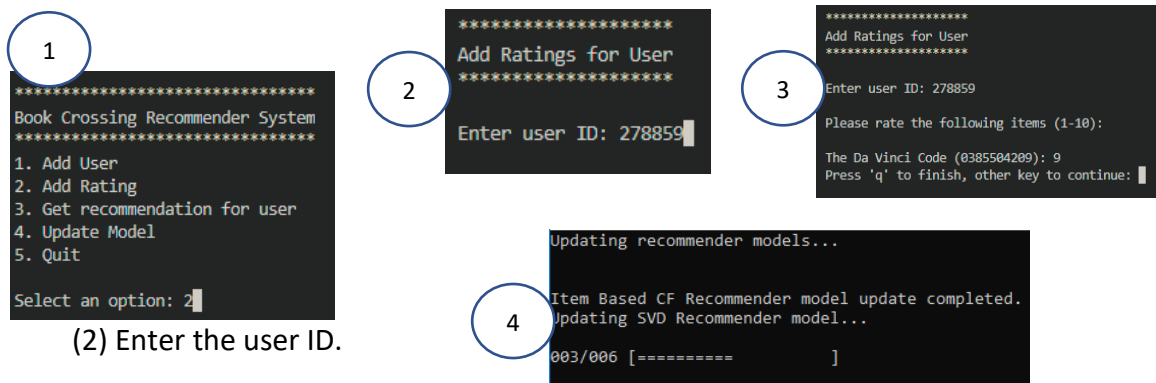 1
********************************
Book Crossing Recommender System
********************************
1. Add User
2. Add Rating
3. Get recommendation for user
4. Update Model
5. Quit
Select an option: 2
(2) Enter the user ID.
2
********************
Add Ratings for User
********************
Enter user ID: 278859
3
********************
Add Ratings for User
********************
Enter user ID: 278859
Please rate the following items (1-10):
The Da Vinci Code (0385504209): 9
Press 'q' to finish, other key to continue:
4
Updating recommender models...
Item Based CF Recommender model update completed.
Updating SVD Recommender model...
003/006 [==========          ]